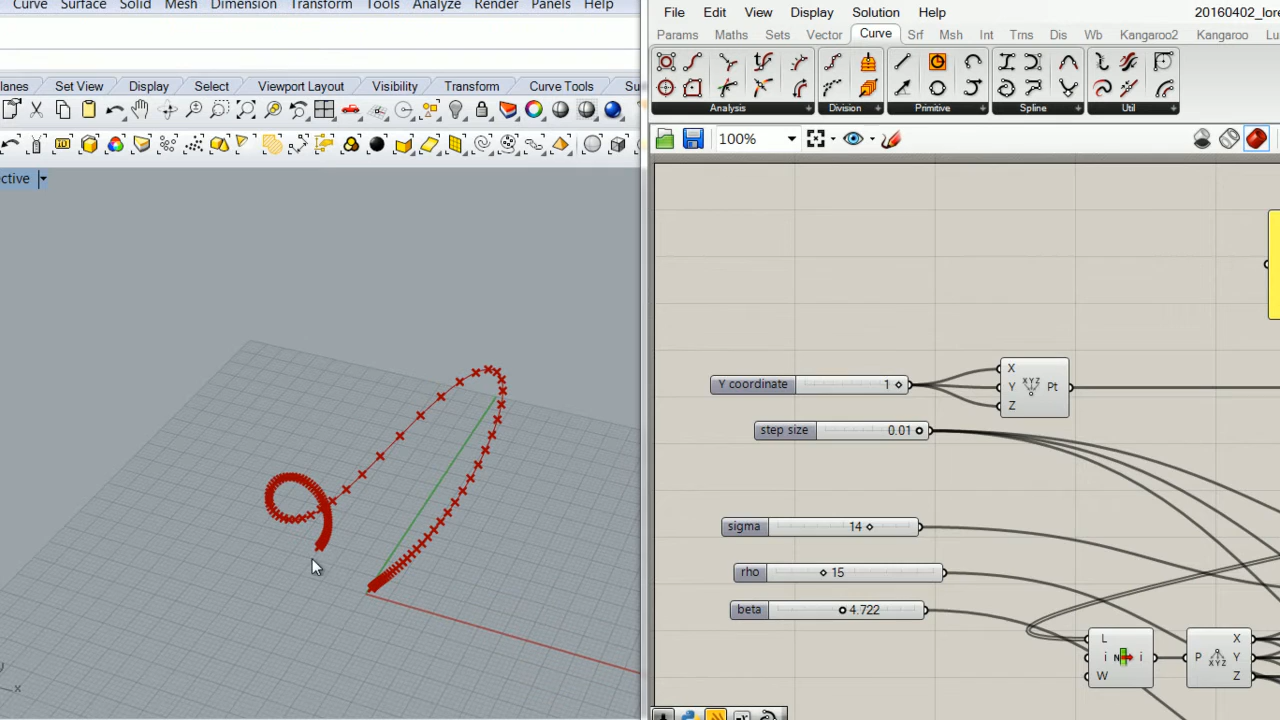 Curve Surface Solid Mesh Dimension Transform Tools Analyze Render Panels Help
File Edit View Display Solution Help 20160402_lore
Params Maths Sets Vector Curve Srf Msh Int Trns Dis Wb Kangaroo2 Kangaroo Lu
anes Set View Display Select Viewport Layout Visibility Transform Curve Tools Su
Analysis Division Primitive Spline Util
100%
ective
X
Y coordinate 1 Y XYZ Pt
Z
step size 0.01
sigma 14
rho 15
beta 4.722
L
i N i
W
P XYZ
X
Y
Z
y
x